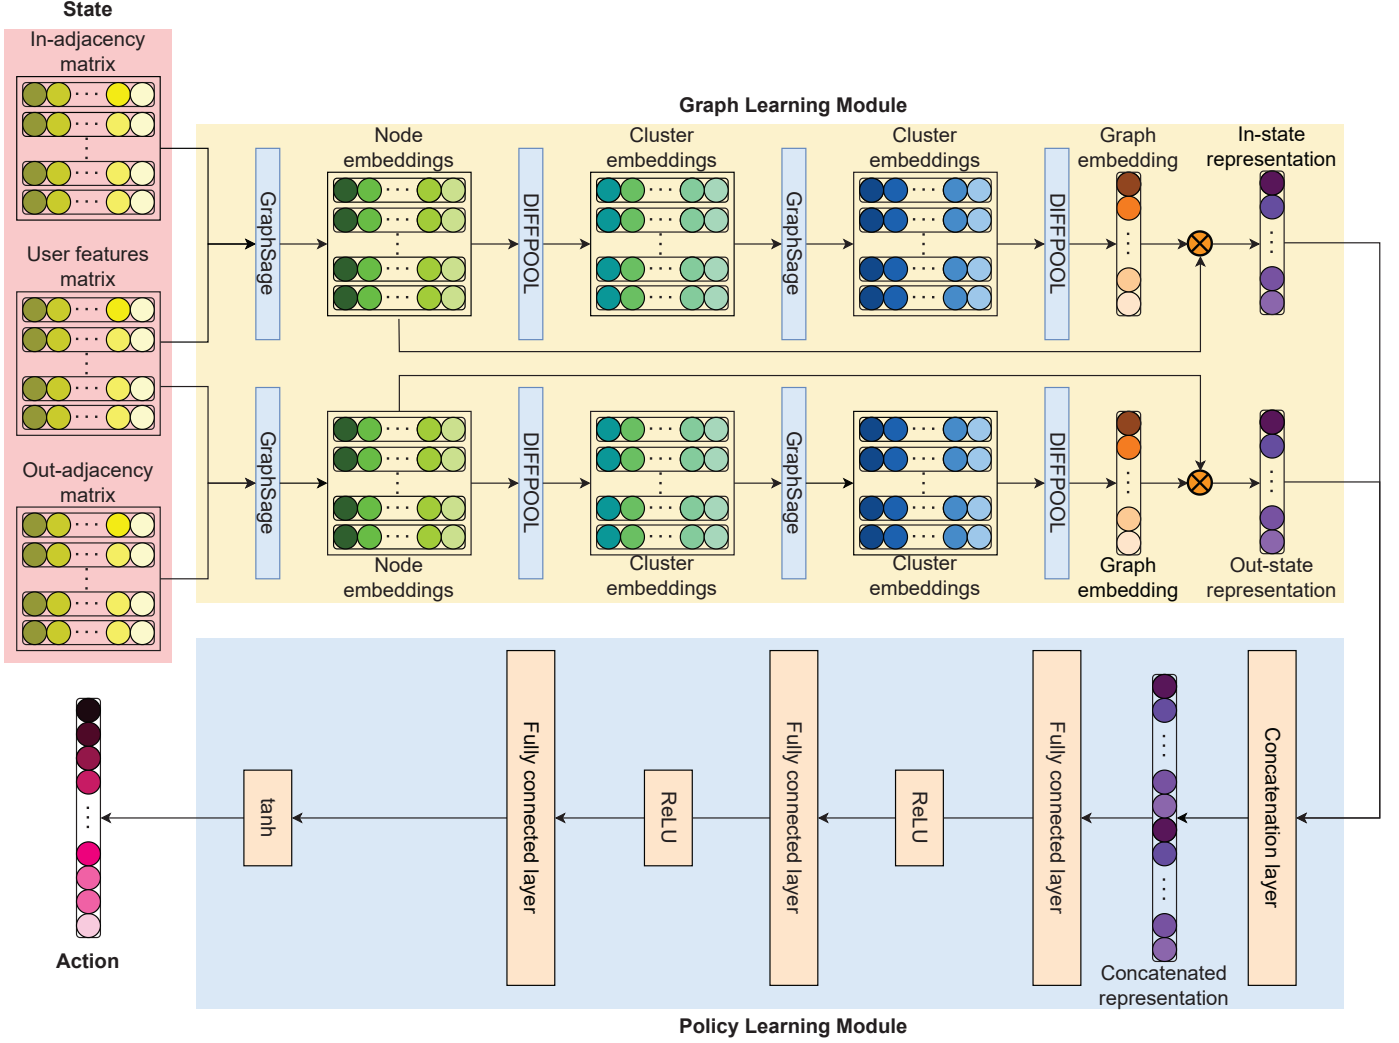 State
In-adjacency
matrix
User features
matrix
Out-adjacency
matrix
Graph Learning Module
GraphSage
Node
embeddings
DIFFPOOL
Cluster
embeddings
GraphSage
Cluster
embeddings
DIFFPOOL
Graph
embedding
In-state
representation
GraphSage
Node
embeddings
DIFFPOOL
Cluster
embeddings
GraphSage
Cluster
embeddings
DIFFPOOL
Graph
embedding
Out-state
representation
Concatenation layer
Concatenated
representation
Fully connected layer
ReLU
Fully connected layer
ReLU
Fully connected layer
tanh
Action
Policy Learning Module